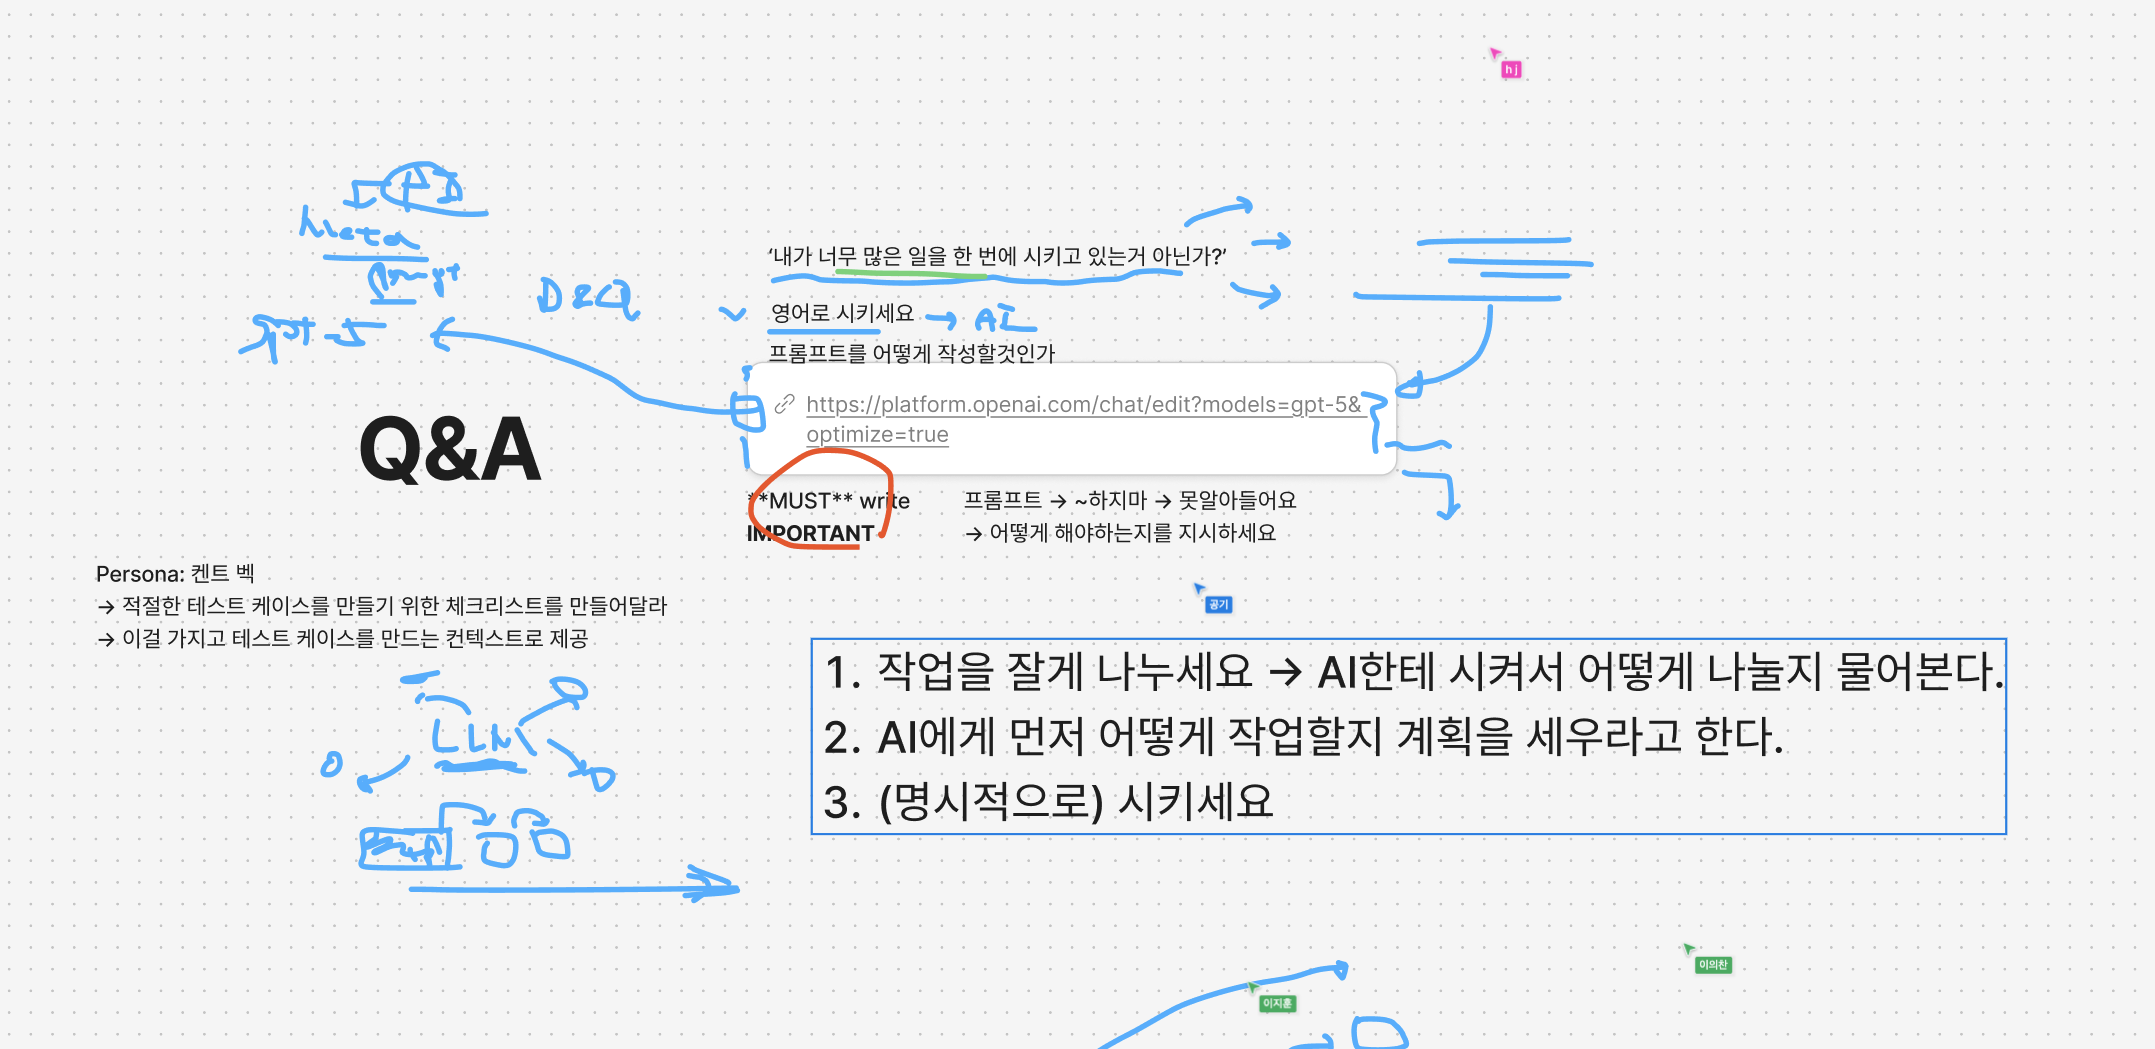 hj
API
Meta
Prompt
gpt-5
'내가 너무 많은 일을 한 번에 시키고 있는거 아닌가?'
영어로 시키세요
AI
프롬프트를 어떻게 작성할것인가
https://platform.openai.com/chat/edit?models=gpt-5&
optimize=true
Q&A
**MUST** write
IMPORTANT
프롬프트 → ~하지마 → 못알아들어요
→ 어떻게 해야하는지를 지시하세요
Persona: 켄트 벡
→ 적절한 테스트 케이스를 만들기 위한 체크리스트를 만들어달라
→ 이걸 가지고 테스트 케이스를 만드는 컨텍스트로 제공
공기
1. 작업을 잘게 나누세요 → AI한테 시켜서 어떻게 나눌지 물어본다.
2. AI에게 먼저 어떻게 작업할지 계획을 세우라고 한다.
3. (명시적으로) 시키세요
LLM
이의찬
이지훈